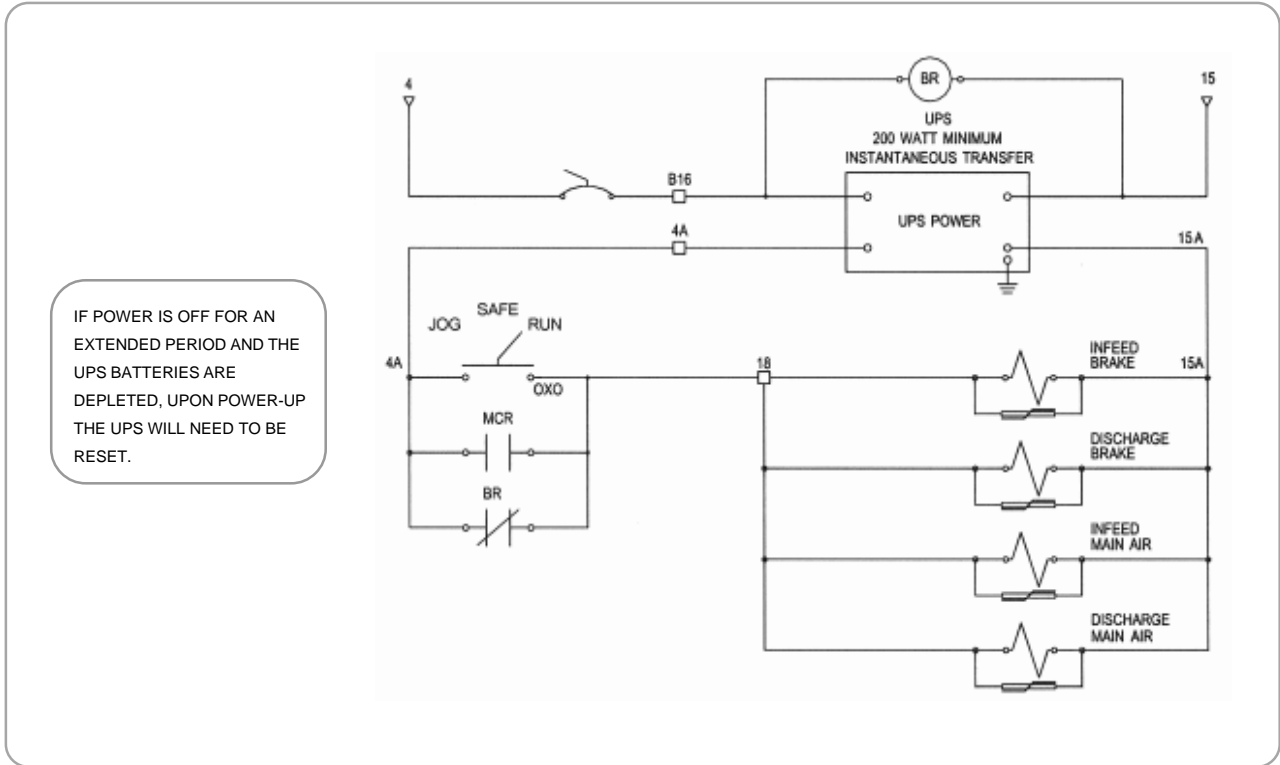 4
BR
15
UPS
200 WATT MINIMUM
INSTANTANEOUS TRANSFER
B16
UPS POWER
4A
15A
IF POWER IS OFF FOR AN
EXTENDED PERIOD AND THE
UPS BATTERIES ARE
DEPLETED, UPON POWER-UP
THE UPS WILL NEED TO BE
RESET.
JOG SAFE RUN
4A
OXO
18
INFEED
BRAKE
15A
MCR
DISCHARGE
BRAKE
BR
INFEED
MAIN AIR
DISCHARGE
MAIN AIR